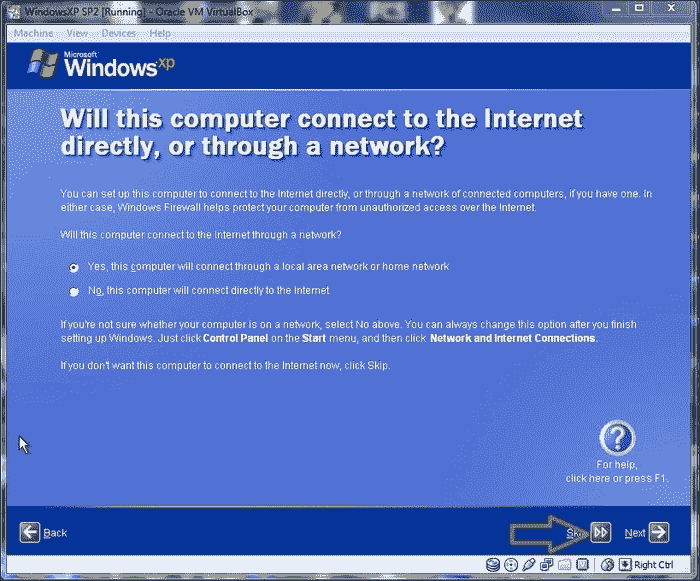 WindowsXP SP2 [Running] - Oracle VM VirtualBox
Machine View Devices Help
Microsoft
Windows xp
Will this computer connect to the Internet
directly, or through a network?
You can set up this computer to connect to the Internet directly, or through a network of connected computers, if you have one. In
either case, Windows Firewall helps protect your computer from unauthorized access over the Internet.
Will this computer connect to the Internet through a network?
Yes, this computer will connect through a local area network or home network
No, this computer will connect directly to the Internet
If you're not sure whether your computer is on a network, select No above. You can always change this option after you finish
setting up Windows. Just click Control Panel on the Start menu, and then click Network and Internet Connections.
If you don't want this computer to connect to the Internet now, click Skip.
For help,
click here or press F1.
Back Next
Right Ctrl